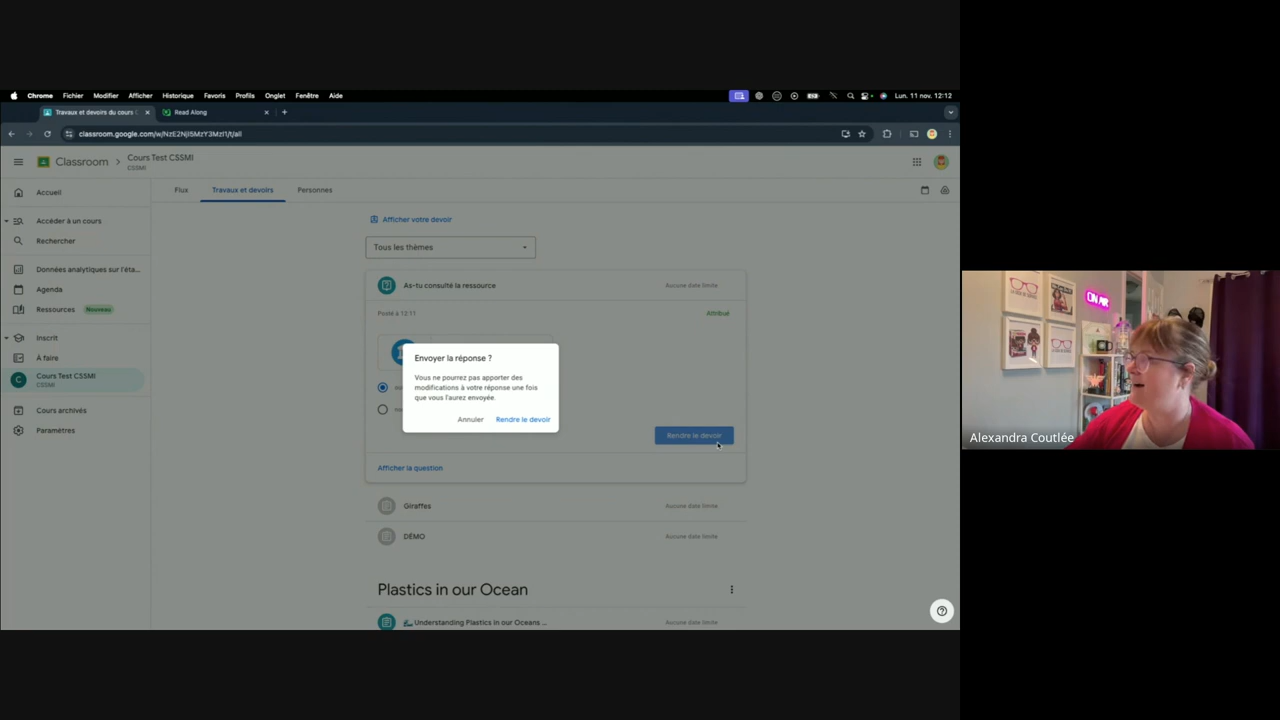 Chrome Fichier Modifier Afficher Historique Favoris Profils Onglet Fenêtre Aide
Lun. 11 nov. 12:12
Travaux et devoirs du cours
Read Along
classroom.google.com/w/NzE2NjI5MzY3MzI1/t/all
Classroom
Cours Test CSSMI
CSSMI
Accueil
Accéder à un cours
Rechercher
Données analytiques sur l'éta...
Agenda
Ressources Nouveau
Inscrit
À faire
C
Cours Test CSSMI
CSSMI
Cours archivés
Paramètres
Flux Travaux et devoirs Personnes
Afficher votre devoir
Tous les thèmes
As-tu consulté la ressource Aucune date limite
Posté à 12:11 Attribué
Envoyer la réponse ?
Vous ne pourrez pas apporter des
modifications à votre réponse une fois
que vous l'aurez envoyée.
Annuler Rendre le devoir
Rendre le devoir
Afficher la question
Giraffes Aucune date limite
DÉMO Aucune date limite
Plastics in our Ocean
Understanding Plastics in our Oceans ... Aucune date limite
ON AIR
Alexandra Coutlée